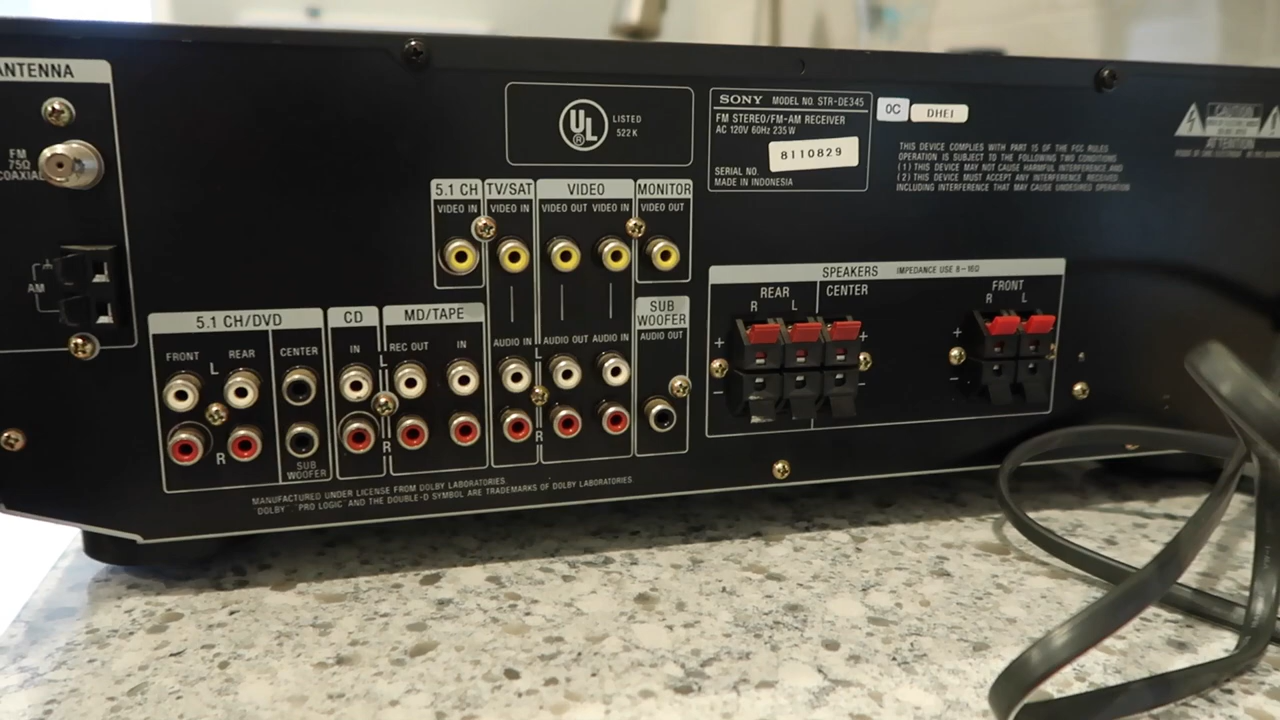 ANTENNA
FM
75Ω
COAXIAL
AM
UL
®
LISTED
522K
SONY MODEL NO. STR-DE345
FM STEREO/FM-AM RECEIVER
AC 120V 60Hz 235W
8110829
SERIAL NO.
MADE IN INDONESIA
0C
DHEI
CAUTION
ATTENTION
THIS DEVICE COMPLIES WITH PART 15 OF THE FCC RULES
OPERATION IS SUBJECT TO THE FOLLOWING TWO CONDITIONS
(1) THIS DEVICE MAY NOT CAUSE HARMFUL INTERFERENCE AND
(2) THIS DEVICE MUST ACCEPT ANY INTERFERENCE RECEIVED
INCLUDING INTERFERENCE THAT MAY CAUSE UNDESIRED OPERATION
5.1 CH TV/SAT VIDEO MONITOR
VIDEO IN VIDEO IN VIDEO OUT VIDEO IN VIDEO OUT
SPEAKERS IMPEDANCE USE 8-16Ω
REAR CENTER FRONT
R L R L
+ + +
− − −
5.1 CH/DVD CD MD/TAPE SUB WOOFER
FRONT REAR CENTER IN REC OUT IN AUDIO IN AUDIO OUT AUDIO IN AUDIO OUT
L L L
R R R
SUB
WOOFER
MANUFACTURED UNDER LICENSE FROM DOLBY LABORATORIES.
"DOLBY", "PRO LOGIC" AND THE DOUBLE-D SYMBOL ARE TRADEMARKS OF DOLBY LABORATORIES.